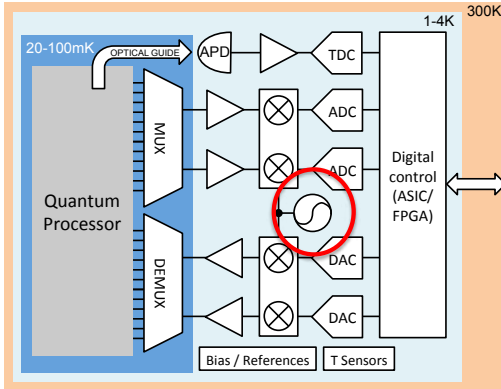 300K
1-4K
20-100mK
OPTICAL GUIDE
APD
TDC
MUX
ADC
ADC
Quantum
Processor
Digital
control
(ASIC/
FPGA)
DEMUX
DAC
DAC
Bias / References
T Sensors